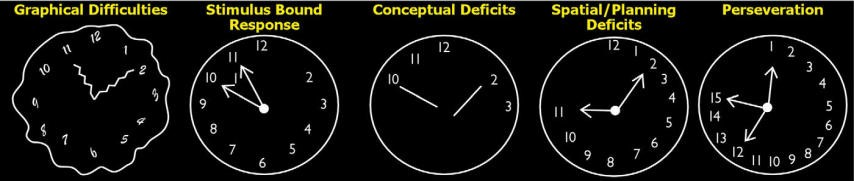 Graphical Difficulties
Stimulus Bound
Response
Conceptual Deficits
Spatial/Planning
Deficits
Perseveration
12 1 2 3 4 5 6 7 8 9 10 11
12 2 3 4 5 6 7 8 9 10 11 1
12 2 3 10 11
12 1 2 3 4 5 6 7 8 9 10 11
1 2 3 4 5 6 7 8 9 10 11 12 13 14 15